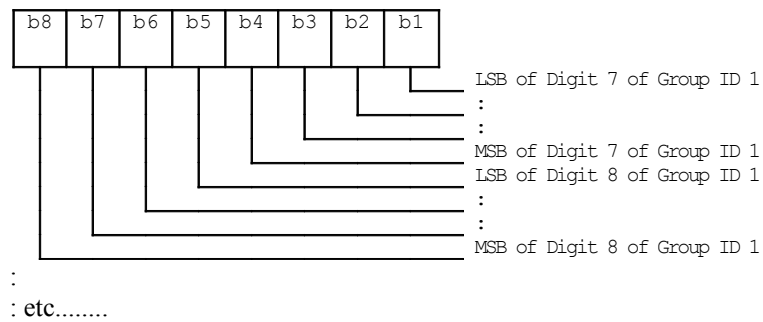 b8 b7 b6 b5 b4 b3 b2 b1
LSB of Digit 7 of Group ID 1
:
:
MSB of Digit 7 of Group ID 1
LSB of Digit 8 of Group ID 1
:
:
MSB of Digit 8 of Group ID 1
:
: etc........